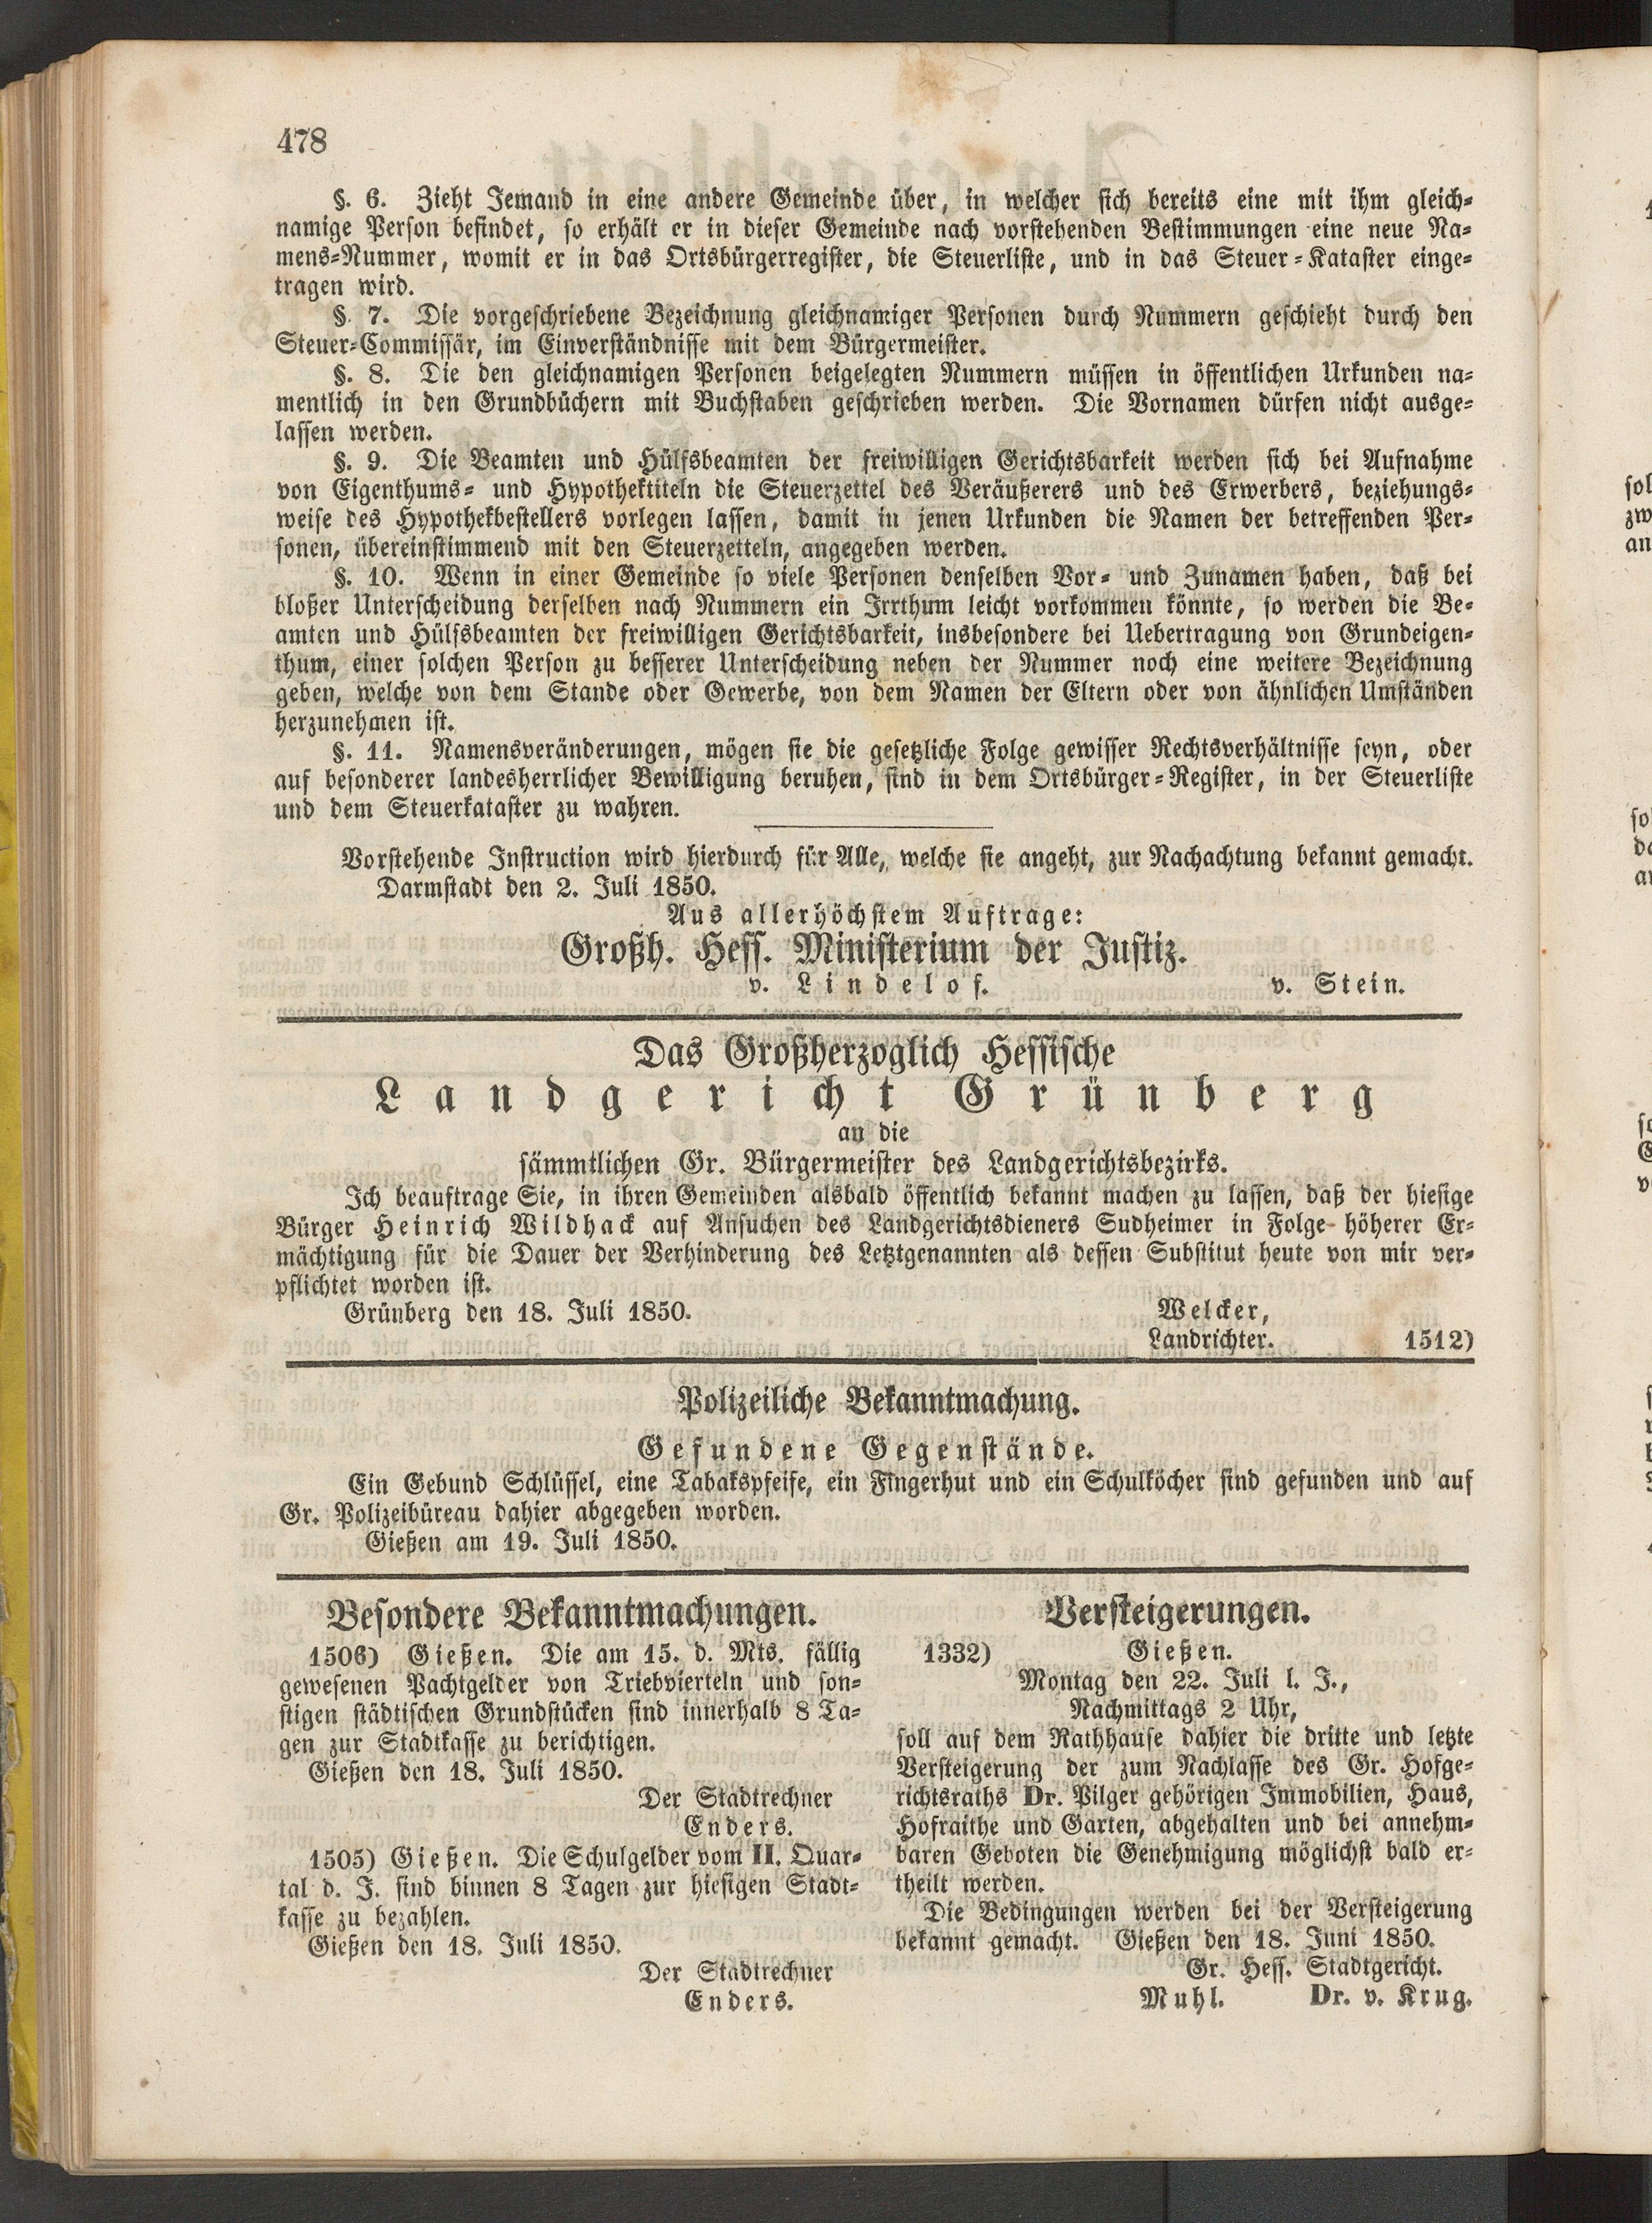 478
§. 6. Zieht Jemand in eine andere Gemeinde über, in welcher sich bereits eine mit ihm gleich-
namige Person befindet, so erhält er in dieser Gemeinde nach vorstehenden Bestimmungen eine neue Na-
mens-Nummer, womit er in das Ortsbürgerregister, die Steuerliste, und in das Steuer-Kataster einge-
tragen wird.
§. 7. Die vorgeschriebene Bezeichnung gleichnamiger Personen durch Nummern geschieht durch den
Steuer-Commissär, im Einverständnisse mit dem Bürgermeister.
§. 8. Die den gleichnamigen Personen beigelegten Nummern müssen in öffentlichen Urkunden na-
mentlich in den Grundbüchern mit Buchstaben geschrieben werden. Die Vornamen dürfen nicht ausge-
lassen werden.
§. 9. Die Beamten und Hülfsbeamten der freiwilligen Gerichtsbarkeit werden sich bei Aufnahme
von Eigenthums- und Hypothektiteln die Steuerzettel des Veräußerers und des Erwerbers, beziehungs-
weise des Hypothekbestellers vorlegen lassen, damit in jenen Urkunden die Namen der betreffenden Per-
sonen, übereinstimmend mit den Steuerzetteln, angegeben werden.
§. 10. Wenn in einer Gemeinde so viele Personen denselben Vor- und Zunamen haben, daß bei
bloßer Unterscheidung derselben nach Nummern ein Irrthum leicht vorkommen könnte, so werden die Be-
amten und Hülfsbeamten der freiwilligen Gerichtsbarkeit, insbesondere bei Uebertragung von Grundeigen-
thum, einer solchen Person zu besserer Unterscheidung neben der Nummer noch eine weitere Bezeichnung
geben, welche von dem Stande oder Gewerbe, von dem Namen der Eltern oder von ähnlichen Umständen
herzunehmen ist.
§. 11. Namensveränderungen, mögen sie die gesetzliche Folge gewisser Rechtsverhältnisse seyn, oder
auf besonderer landesherrlicher Bewilligung beruhen, sind in dem Ortsbürger-Register, in der Steuerliste
und dem Steuerkataster zu wahren.
Vorstehende Instruction wird hierdurch für Alle, welche sie angeht, zur Nachachtung bekannt gemacht.
Darmstadt den 2. Juli 1850.
Aus allerhöchstem Auftrage:
Großh. Hess. Ministerium der Justiz.
v. Lindelof. v. Stein.
Das Großherzoglich Hessische
Landgericht Grünberg
an die
sämmtlichen Gr. Bürgermeister des Landgerichtsbezirks.
Ich beauftrage Sie, in ihren Gemeinden alsbald öffentlich bekannt machen zu lassen, daß der hiesige
Bürger Heinrich Wildhack auf Ansuchen des Landgerichtsdieners Sudheimer in Folge höherer Er-
mächtigung für die Dauer der Verhinderung des Letztgenannten als dessen Substitut heute von mir ver-
pflichtet worden ist.
Grünberg den 18. Juli 1850. Welcker,
Landrichter. 1512)
Polizeiliche Bekanntmachung.
Gefundene Gegenstände.
Ein Gebund Schlüssel, eine Tabakspfeife, ein Fingerhut und ein Schulköcher sind gefunden und auf
Gr. Polizeibüreau dahier abgegeben worden.
Gießen am 19. Juli 1850.
Besondere Bekanntmachungen.
1506) Gießen. Die am 15. d. Mts. fällig
gewesenen Pachtgelder von Triebvierteln und son-
stigen städtischen Grundstücken sind innerhalb 8 Ta-
gen zur Stadtkasse zu berichtigen.
Gießen den 18. Juli 1850.
Der Stadtrechner
Enders.
1505) Gießen. Die Schulgelder vom II. Quar-
tal d. J. sind binnen 8 Tagen zur hiesigen Stadt-
kasse zu bezahlen.
Gießen den 18. Juli 1850.
Der Stadtrechner
Enders.
Versteigerungen.
1332) Gießen.
Montag den 22. Juli l. J.,
Nachmittags 2 Uhr,
soll auf dem Rathhause dahier die dritte und letzte
Versteigerung der zum Nachlasse des Gr. Hofge-
richtsraths Dr. Pilger gehörigen Immobilien, Haus,
Hofraithe und Garten, abgehalten und bei annehm-
baren Geboten die Genehmigung möglichst bald er-
theilt werden.
Die Bedingungen werden bei der Versteigerung
bekannt gemacht. Gießen den 18. Juni 1850.
Gr. Hess. Stadtgericht.
Muhl. Dr. v. Krug.